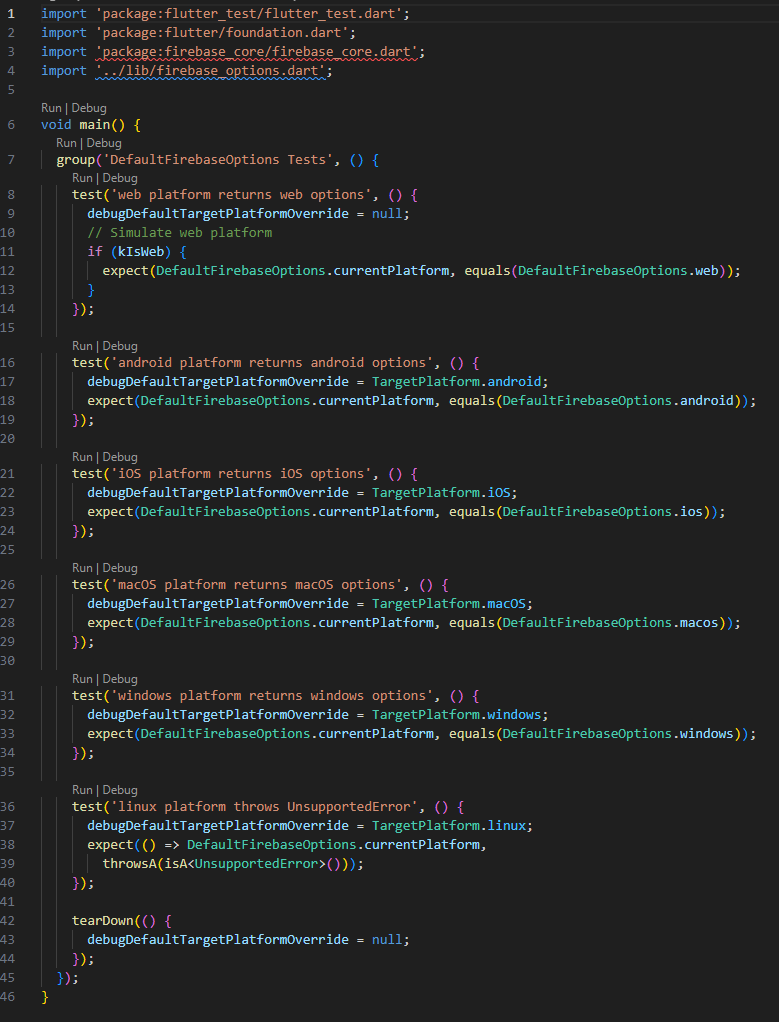 1 import 'package:flutter_test/flutter_test.dart';
2 import 'package:flutter/foundation.dart';
3 import 'package:firebase_core/firebase_core.dart';
4 import '../lib/firebase_options.dart';
5
Run | Debug
6 void main() {
Run | Debug
7 group('DefaultFirebaseOptions Tests', () {
Run | Debug
8 test('web platform returns web options', () {
9 debugDefaultTargetPlatformOverride = null;
10 // Simulate web platform
11 if (kIsWeb) {
12 expect(DefaultFirebaseOptions.currentPlatform, equals(DefaultFirebaseOptions.web));
13 }
14 });
15
Run | Debug
16 test('android platform returns android options', () {
17 debugDefaultTargetPlatformOverride = TargetPlatform.android;
18 expect(DefaultFirebaseOptions.currentPlatform, equals(DefaultFirebaseOptions.android));
19 });
20
Run | Debug
21 test('iOS platform returns iOS options', () {
22 debugDefaultTargetPlatformOverride = TargetPlatform.iOS;
23 expect(DefaultFirebaseOptions.currentPlatform, equals(DefaultFirebaseOptions.ios));
24 });
25
Run | Debug
26 test('macOS platform returns macOS options', () {
27 debugDefaultTargetPlatformOverride = TargetPlatform.macOS;
28 expect(DefaultFirebaseOptions.currentPlatform, equals(DefaultFirebaseOptions.macos));
29 });
30
Run | Debug
31 test('windows platform returns windows options', () {
32 debugDefaultTargetPlatformOverride = TargetPlatform.windows;
33 expect(DefaultFirebaseOptions.currentPlatform, equals(DefaultFirebaseOptions.windows));
34 });
35
Run | Debug
36 test('linux platform throws UnsupportedError', () {
37 debugDefaultTargetPlatformOverride = TargetPlatform.linux;
38 expect(() => DefaultFirebaseOptions.currentPlatform,
39 throwsA(isA<UnsupportedError>()));
40 });
41
42 tearDown(() {
43 debugDefaultTargetPlatformOverride = null;
44 });
45 });
46 }